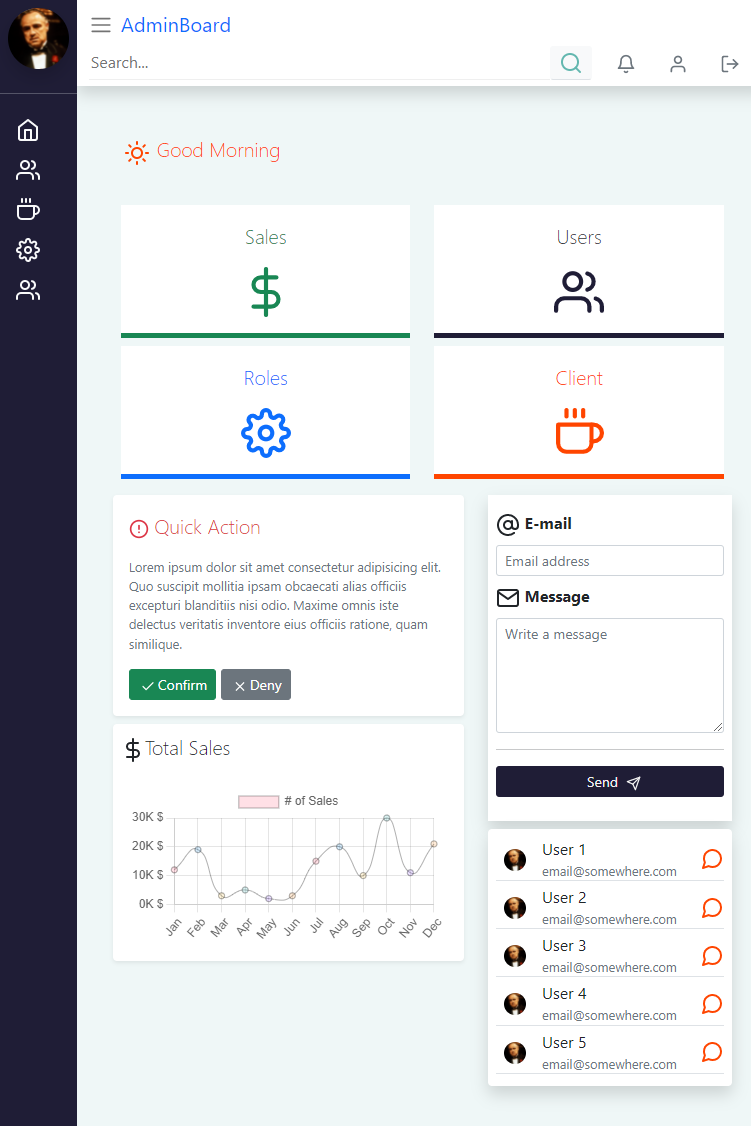 AdminBoard
Search...
Good Morning
Sales
Users
Roles
Client
Quick Action
Lorem ipsum dolor sit amet consectetur adipisicing elit.
Quo suscipit mollitia ipsam obcaecati alias officiis
excepturi blanditiis nisi odio. Maxime omnis iste
delectus veritatis inventore eius officiis ratione, quam
similique.
Confirm
Deny
Total Sales
# of Sales
30K $
20K $
10K $
0K $
Jan
Feb
Mar
Apr
May
Jun
Jul
Aug
Sep
Oct
Nov
Dec
E-mail
Email address
Message
Write a message
Send
User 1
email@somewhere.com
User 2
email@somewhere.com
User 3
email@somewhere.com
User 4
email@somewhere.com
User 5
email@somewhere.com